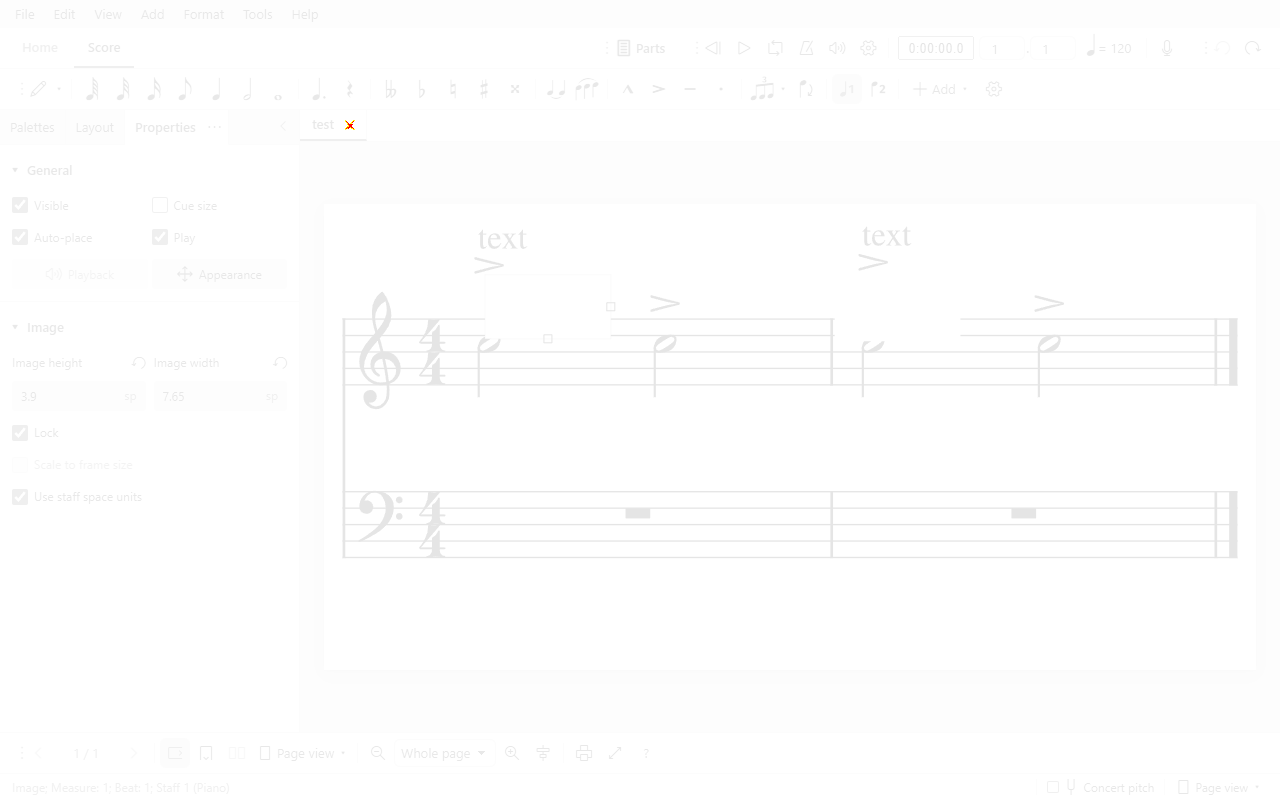 File Edit View Add Format Tools Help
Home Score Parts 0:00:00.0 1 . 1 = 120
1 2 Add
Palettes Layout Properties test
General
Visible Cue size
Auto-place Play
Playback Appearance
Image
Image height Image width
3.9 sp 7.65 sp
Lock
Scale to frame size
Use staff space units
text text
3
1 / 1 Page view Whole page ?
Image; Measure: 1; Beat: 1; Staff 1 (Piano) Concert pitch Page view